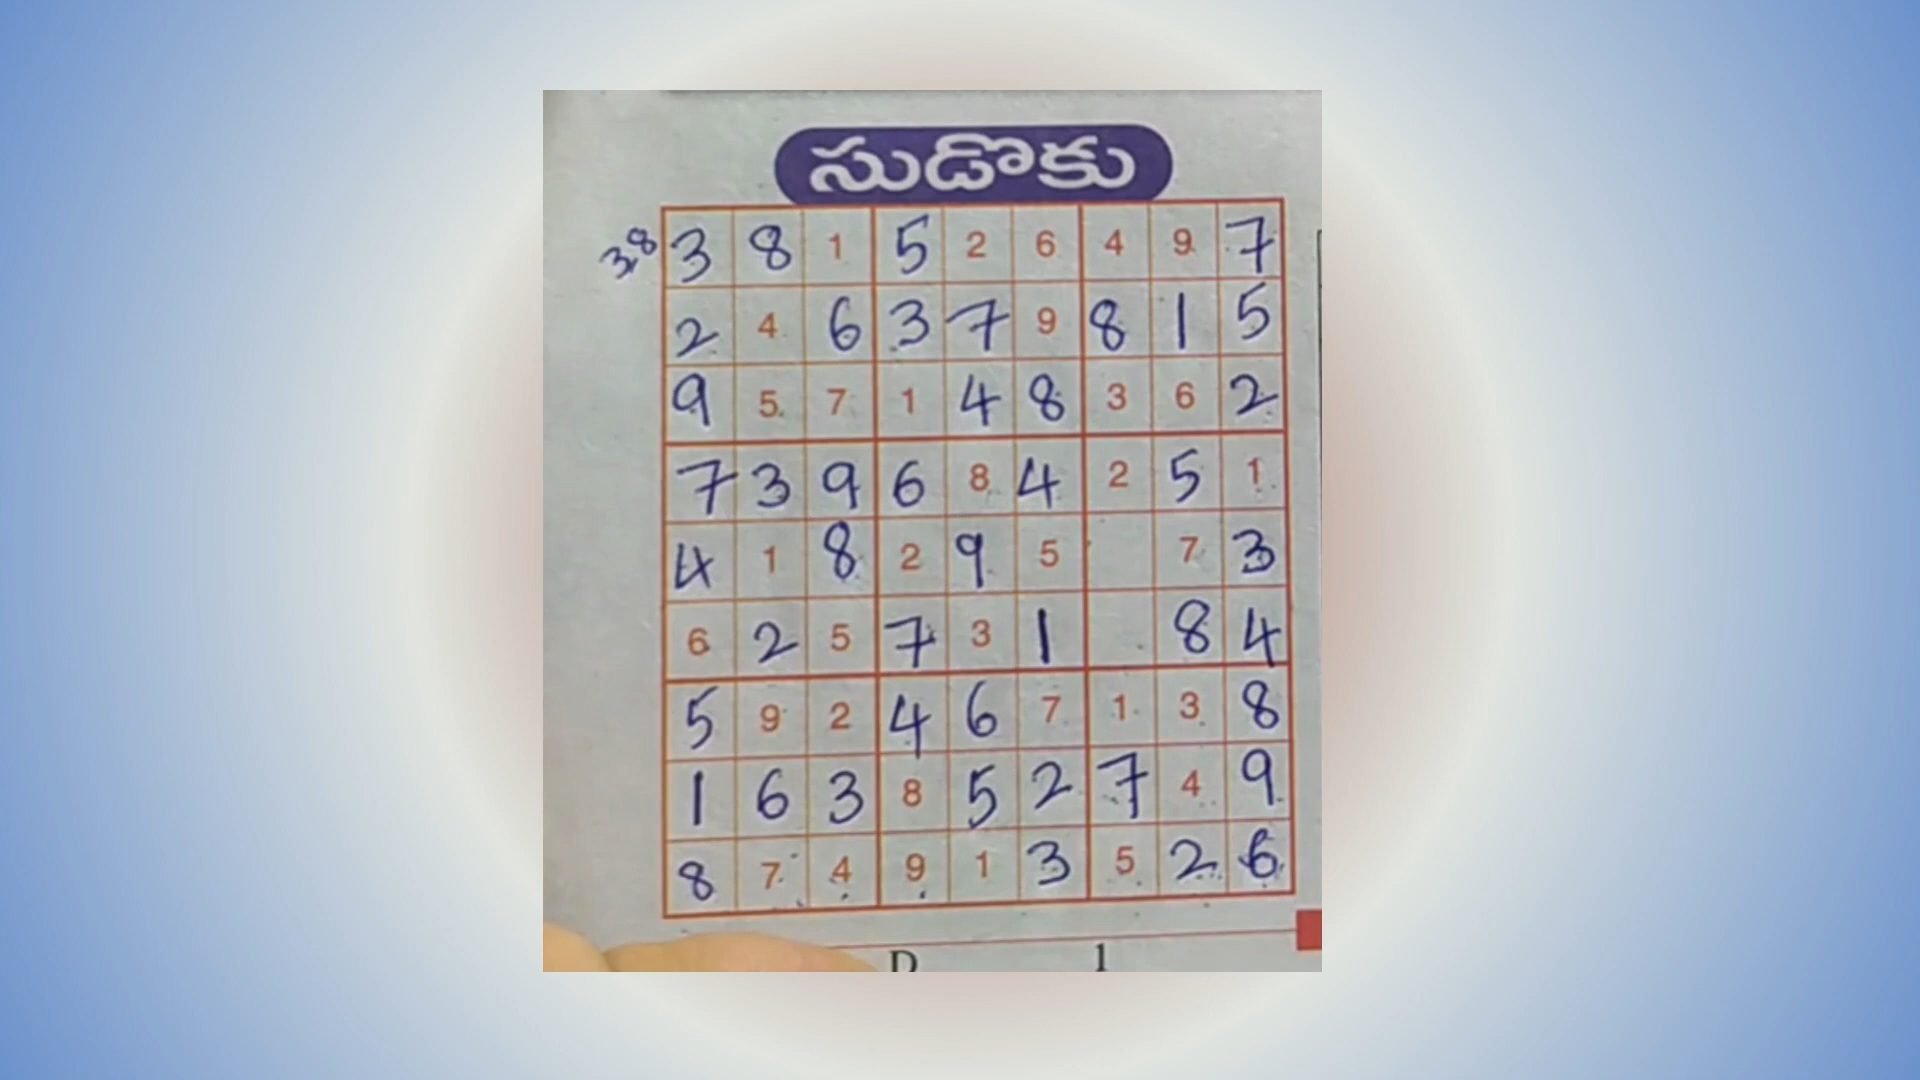 సుడొకు
38
3 8 1 5 2 6 4 9 7
2 4 6 3 7 9 8 1 5
9 5 7 1 4 8 3 6 2
7 3 9 6 8 4 2 5 1
4 1 8 2 9 5 7 3
6 2 5 7 3 1 8 4
5 9 2 4 6 7 1 3 8
1 6 3 8 5 2 7 4 9
8 7 4 9 1 3 5 2 6
D 1